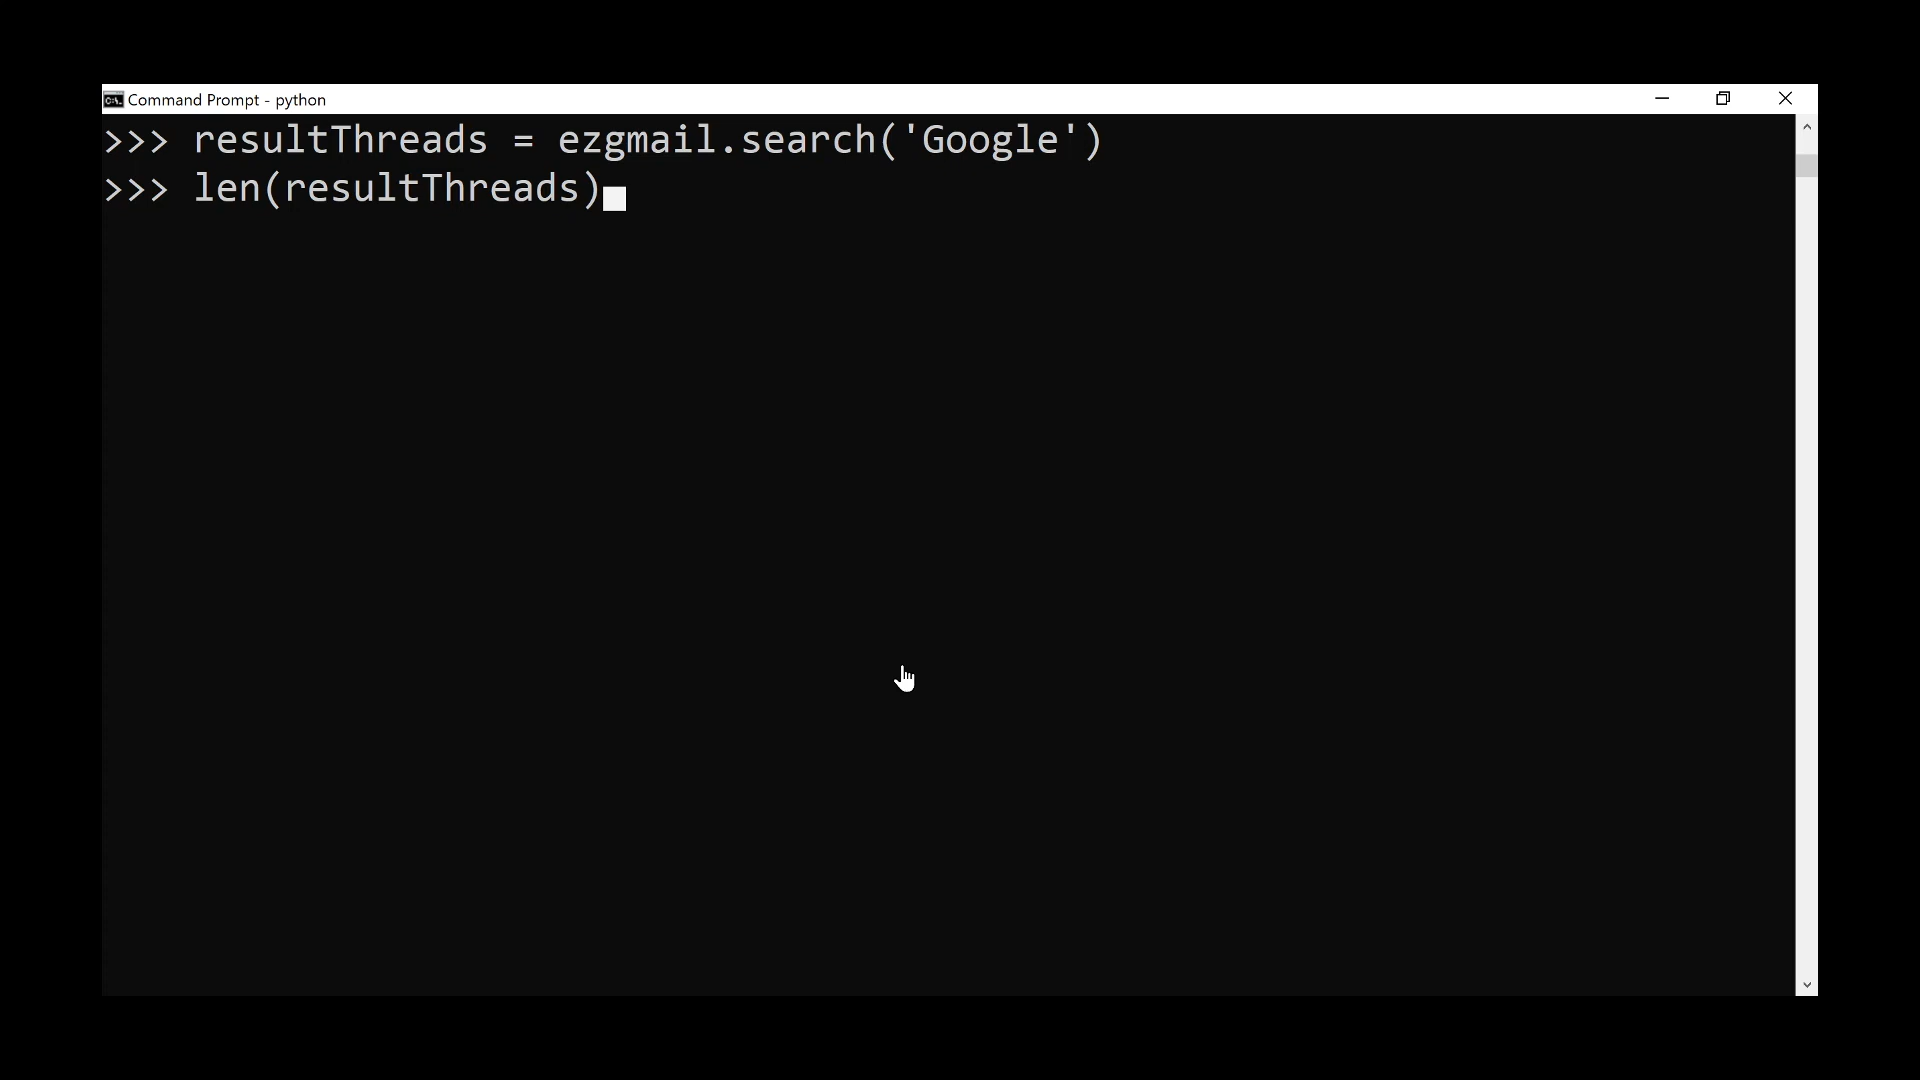 Command Prompt - python
>>> resultThreads = ezgmail.search('Google')
>>> len(resultThreads)